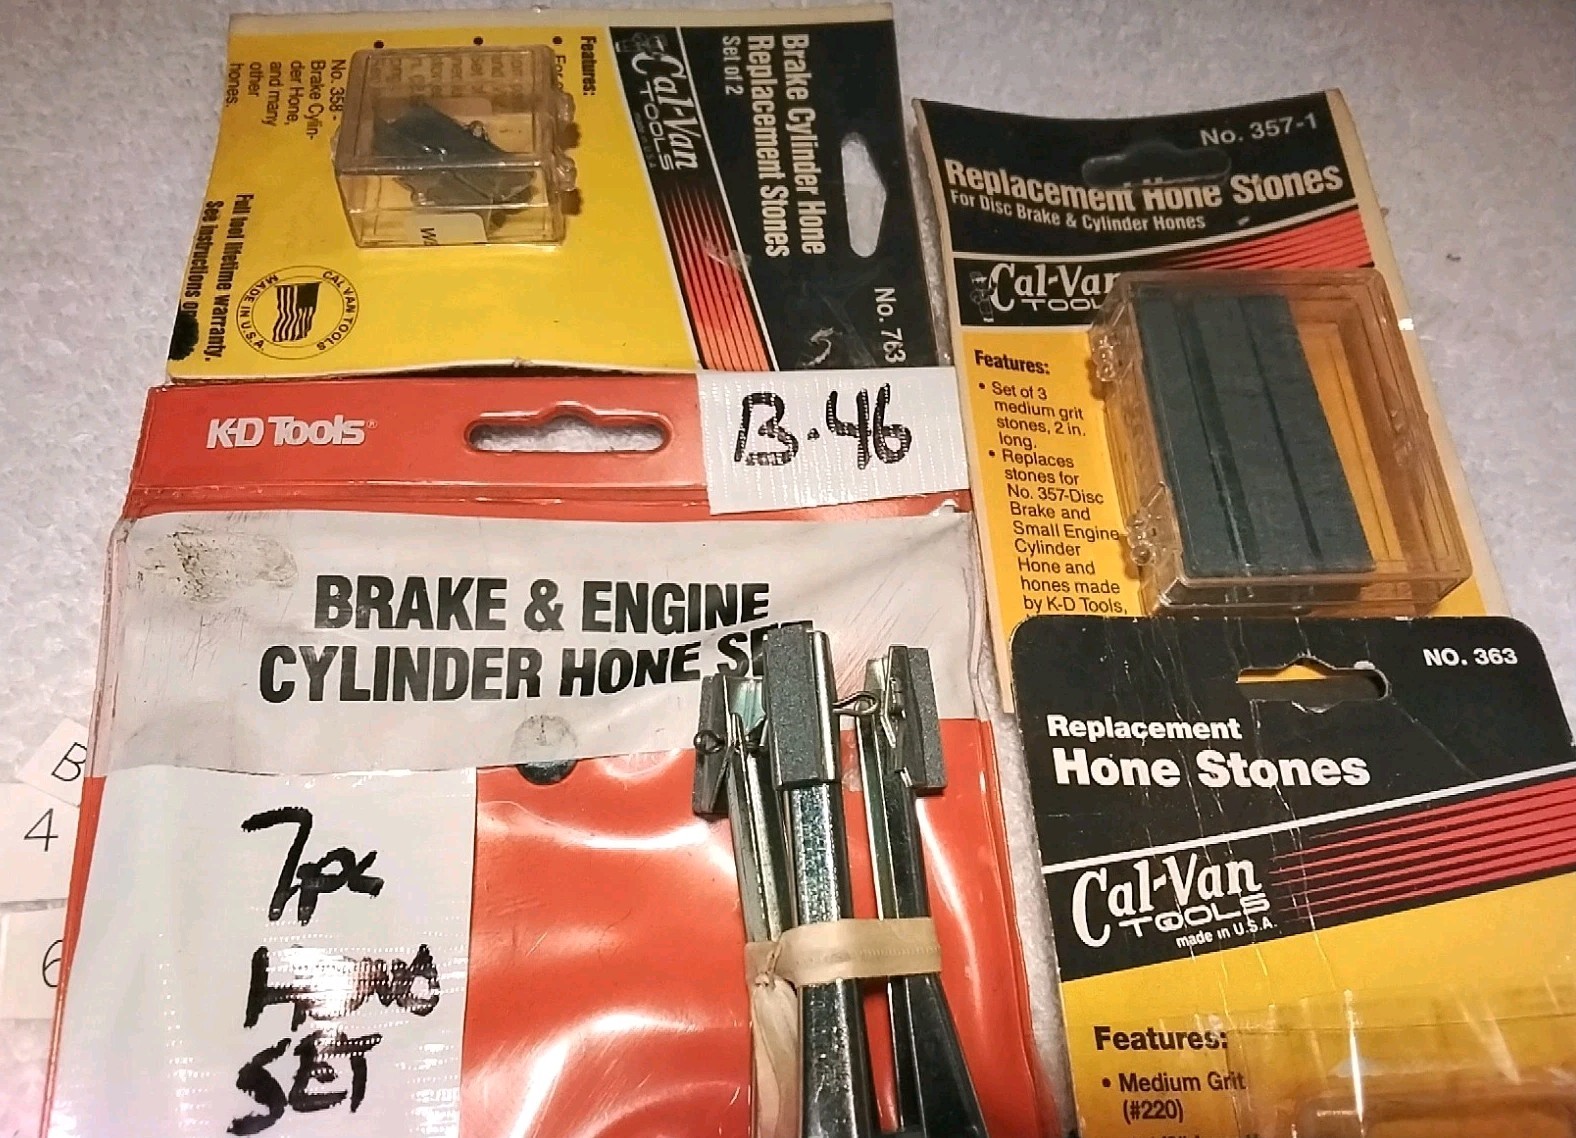 Brake Cylinder Hone
Replacement Stones
Set of 2
No. 763
Cal-Van
TOOLS
Features:
No. 358-
Brake Cylin-
der Hone,
and many
other
hones.
Full tool lifetime warranty.
See instructions on
CAL VAN TOOLS
MADE IN U.S.A.
No. 357-1
Replacement Hone Stones
For Disc Brake & Cylinder Hones
Cal-Van
Features:
• Set of 3
medium grit
stones, 2 in.
long.
• Replaces
stones for
No. 357-Disc
Brake and
Small Engine
Cylinder
Hone and
hones made
by K-D Tools,
K-D Tools®
B-46
BRAKE & ENGINE
CYLINDER HONE SET
7pc
HONE
SET
B
4
6
NO. 363
Replacement
Hone Stones
Cal-Van
TOOLS
made in U.S.A.
Features:
• Medium Grit
(#220)